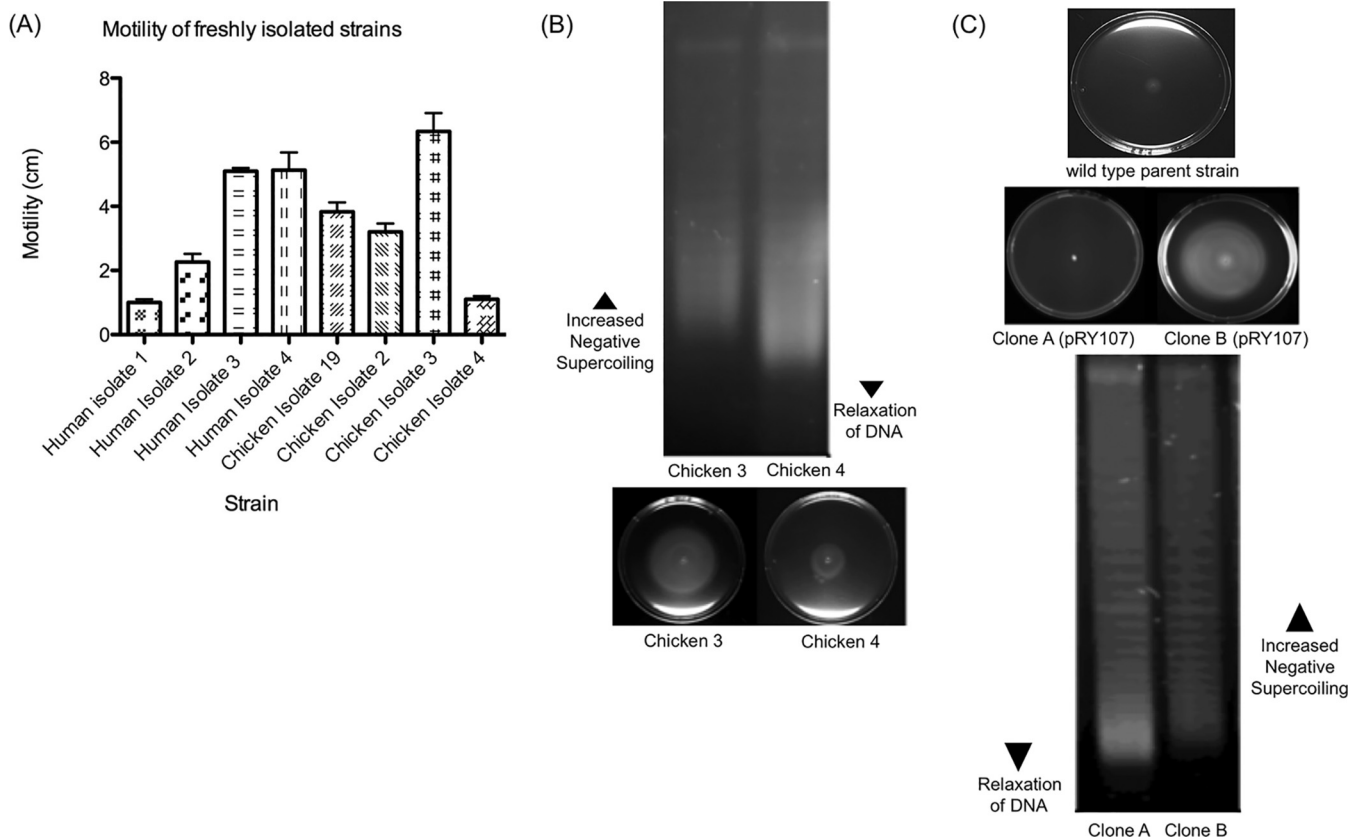 (A)
Motility of freshly isolated strains
Motility (cm)
8
6
4
2
0
Human isolate 1
Human Isolate 2
Human Isolate 3
Human Isolate 4
Chicken Isolate 19
Chicken Isolate 2
Chicken Isolate 3
Chicken Isolate 4
Strain
(B)
Increased
Negative
Supercoiling
Relaxation
of DNA
Chicken 3 Chicken 4
Chicken 3 Chicken 4
(C)
wild type parent strain
Clone A (pRY107) Clone B (pRY107)
Increased
Negative
Supercoiling
Relaxation
of DNA
Clone A Clone B